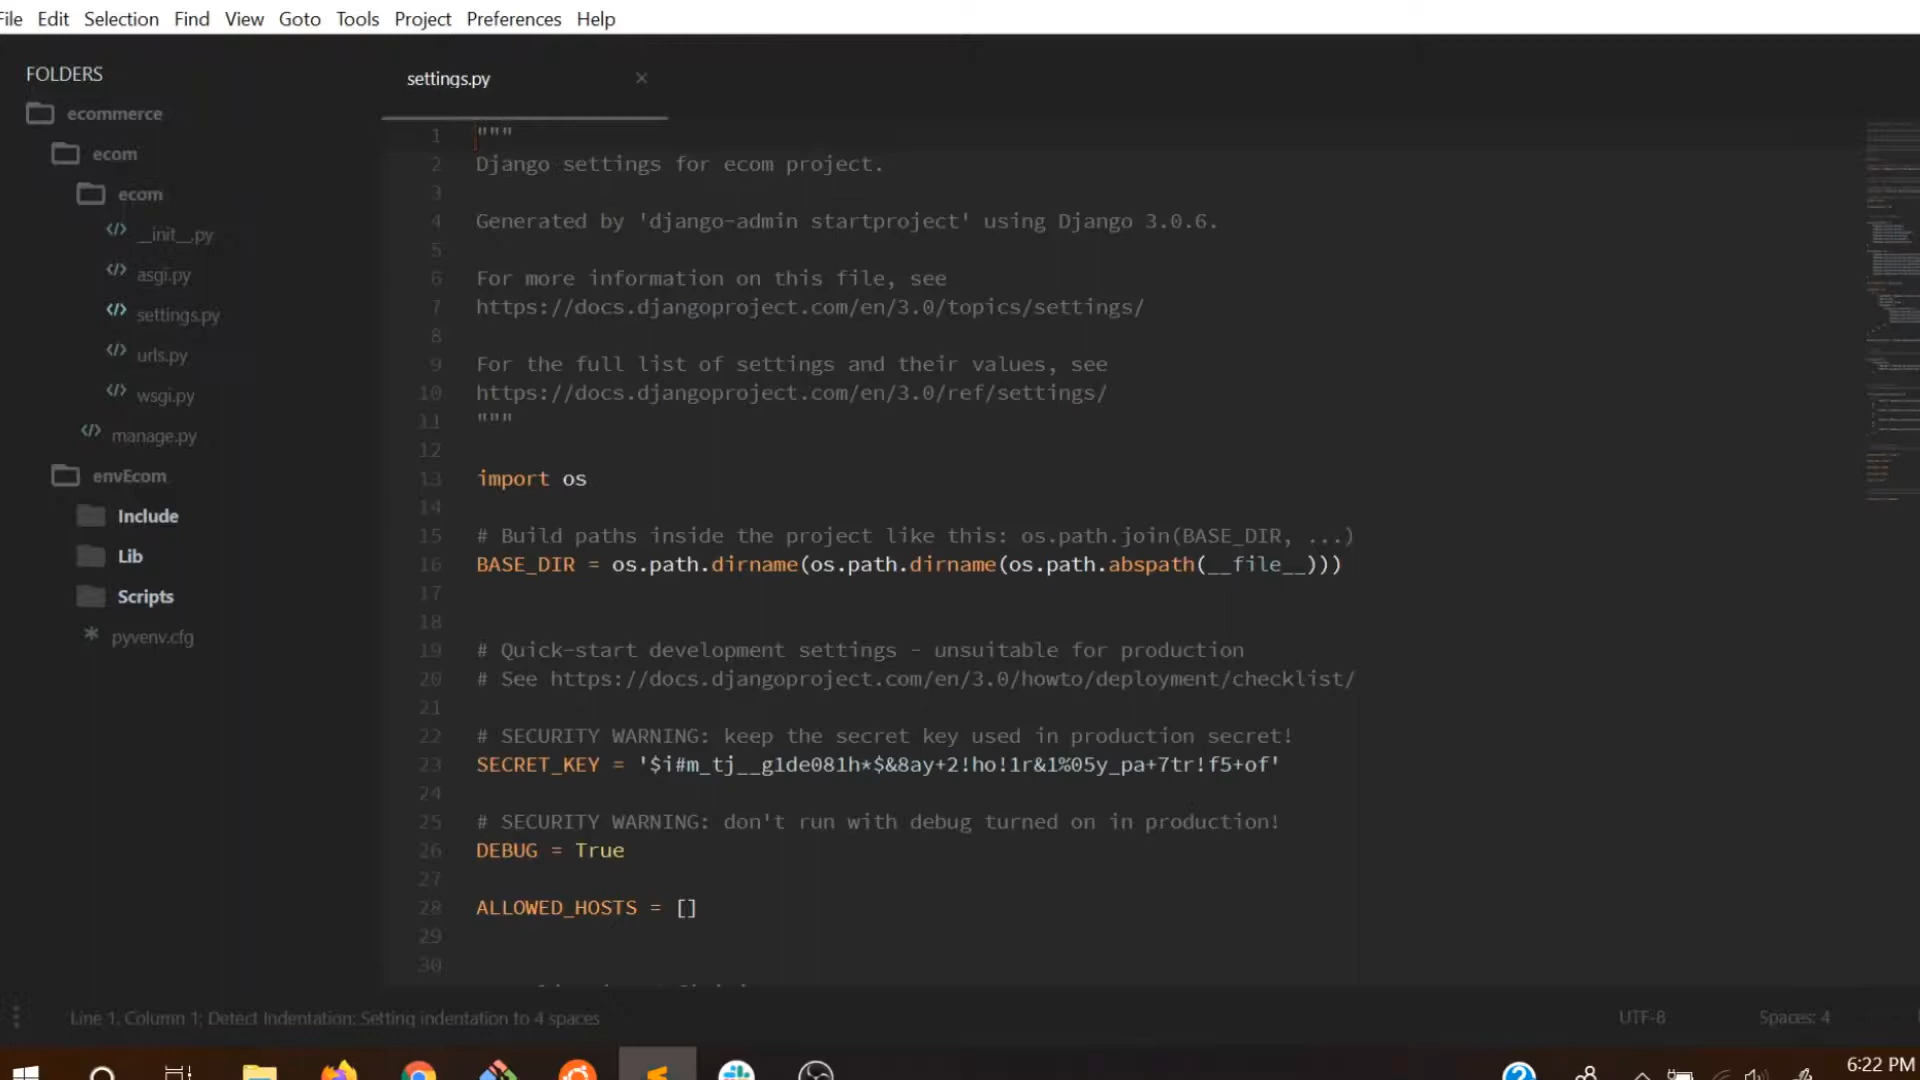 File Edit Selection Find View Goto Tools Project Preferences Help
FOLDERS
ecommerce
ecom
ecom
__init__.py
asgi.py
settings.py
urls.py
wsgi.py
manage.py
envEcom
Include
Lib
Scripts
pyvenv.cfg
settings.py
1 """
2 Django settings for ecom project.
3
4 Generated by 'django-admin startproject' using Django 3.0.6.
5
6 For more information on this file, see
7 https://docs.djangoproject.com/en/3.0/topics/settings/
8
9 For the full list of settings and their values, see
10 https://docs.djangoproject.com/en/3.0/ref/settings/
11 """
12
13 import os
14
15 # Build paths inside the project like this: os.path.join(BASE_DIR, ...)
16 BASE_DIR = os.path.dirname(os.path.dirname(os.path.abspath(__file__)))
17
18
19 # Quick-start development settings - unsuitable for production
20 # See https://docs.djangoproject.com/en/3.0/howto/deployment/checklist/
21
22 # SECURITY WARNING: keep the secret key used in production secret!
23 SECRET_KEY = '$i#m_tj__g1de081h*$&8ay+2!ho!1r&1%05y_pa+7tr!f5+of'
24
25 # SECURITY WARNING: don't run with debug turned on in production!
26 DEBUG = True
27
28 ALLOWED_HOSTS = []
29
30
Line 1, Column 1; Detect Indentation: Setting indentation to 4 spaces
UTF-8
Spaces: 4
6:22 PM